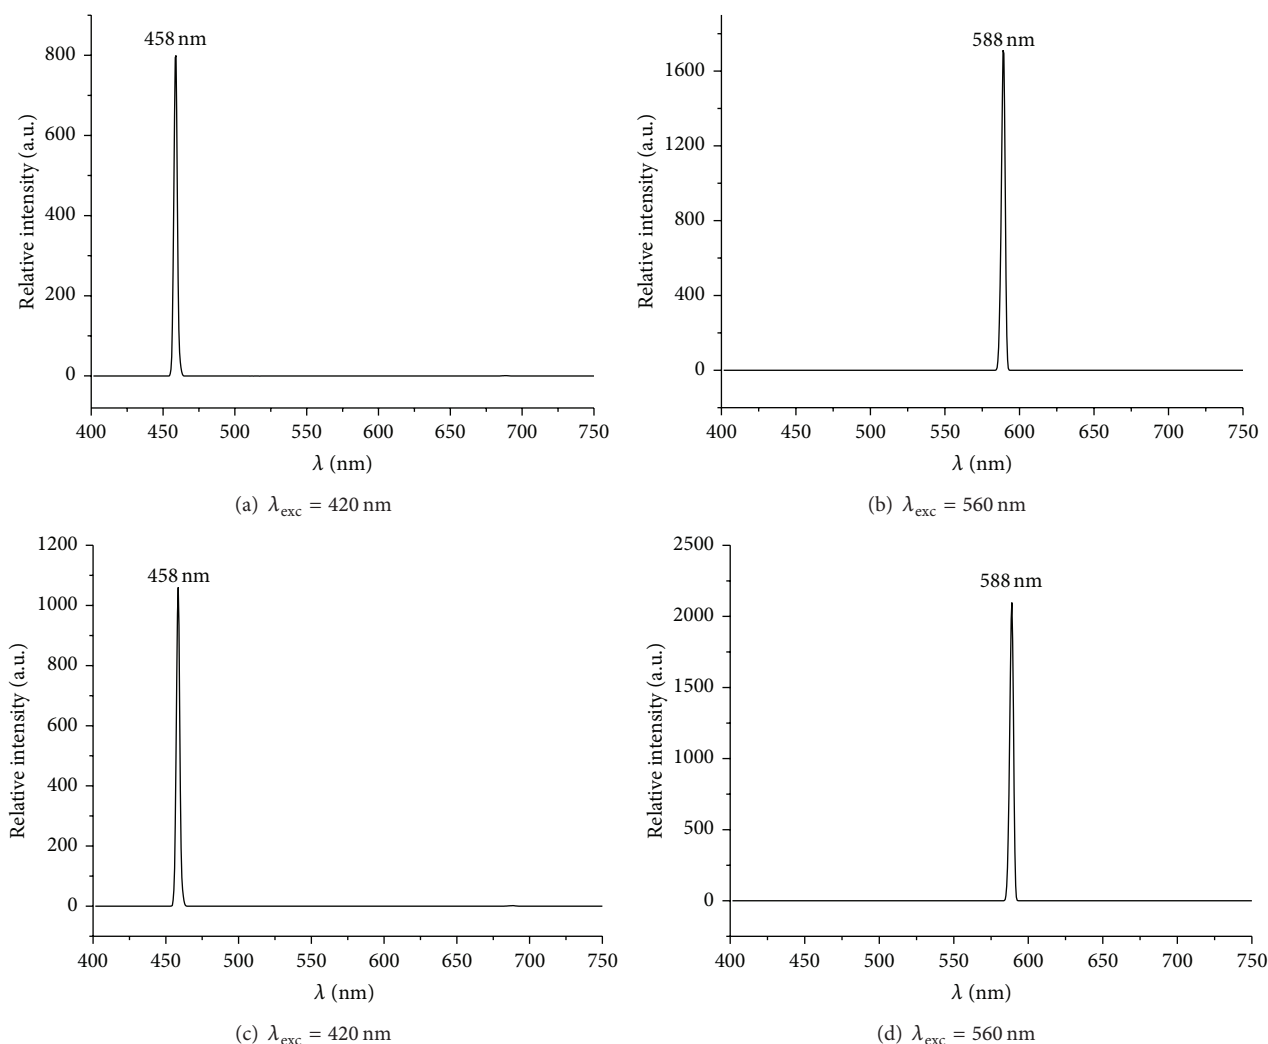 458 nm
800
600
400
200
0
Relative intensity (a.u.)
400 450 500 550 600 650 700 750
λ (nm)
(a) λexc = 420 nm
588 nm
1600
1200
800
400
0
Relative intensity (a.u.)
400 450 500 550 600 650 700 750
λ (nm)
(b) λexc = 560 nm
1200
458 nm
1000
800
600
400
200
0
Relative intensity (a.u.)
400 450 500 550 600 650 700 750
λ (nm)
(c) λexc = 420 nm
2500
588 nm
2000
1500
1000
500
0
Relative intensity (a.u.)
400 450 500 550 600 650 700 750
λ (nm)
(d) λexc = 560 nm